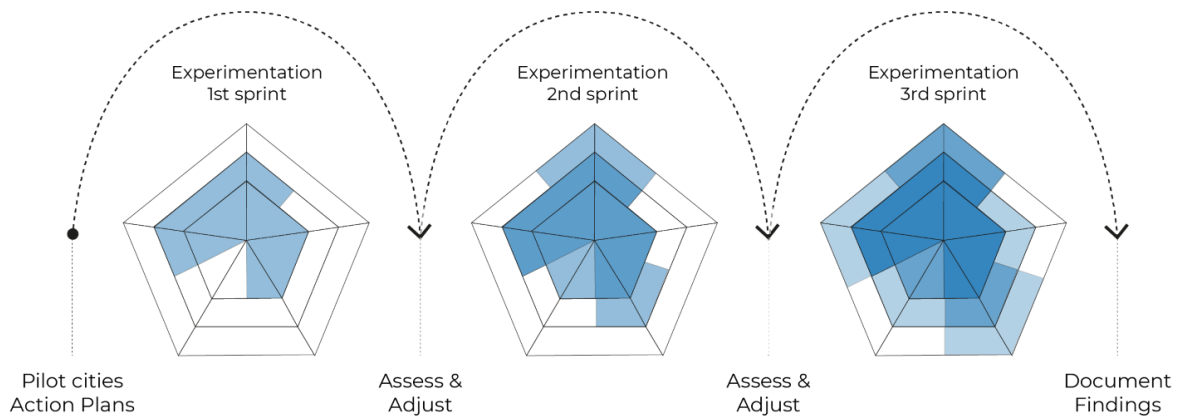 Experimentation
1st sprint
Experimentation
2nd sprint
Experimentation
3rd sprint
Pilot cities
Action Plans
Assess &
Adjust
Assess &
Adjust
Document
Findings